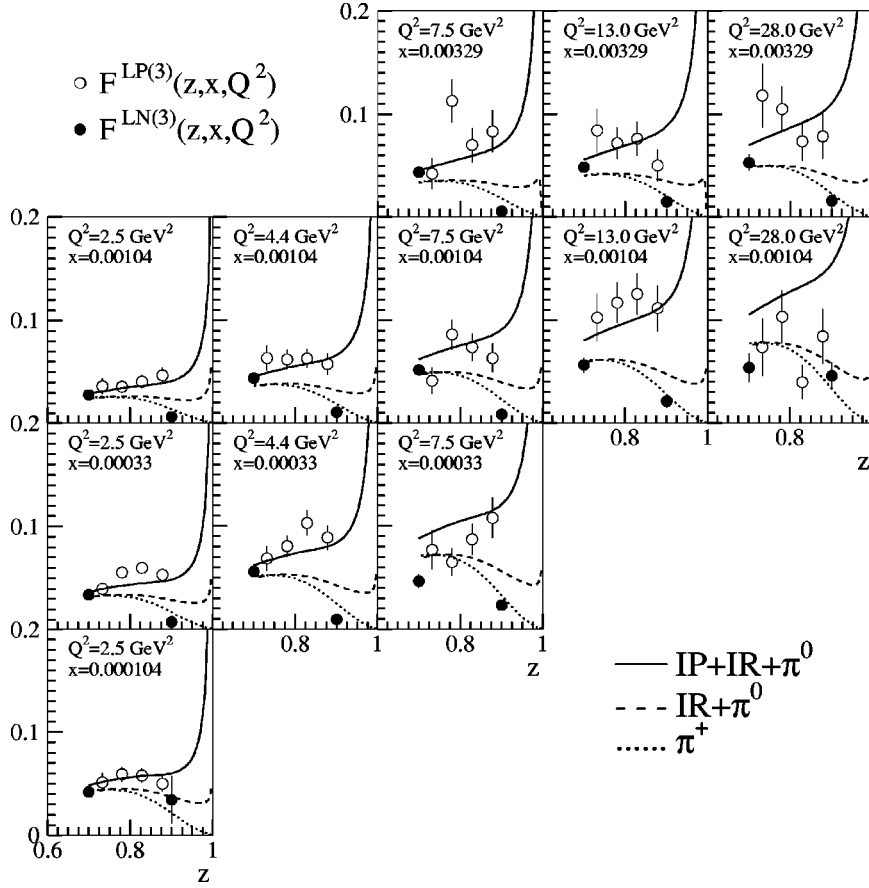 0.2
Q²=7.5 GeV²
x=0.00329
Q²=13.0 GeV²
x=0.00329
Q²=28.0 GeV²
x=0.00329
F^LP(3)(z,x,Q²)
F^LN(3)(z,x,Q²)
0.1
0.2
Q²=2.5 GeV²
x=0.00104
Q²=4.4 GeV²
x=0.00104
Q²=7.5 GeV²
x=0.00104
Q²=13.0 GeV²
x=0.00104
Q²=28.0 GeV²
x=0.00104
0.1
0.2
Q²=2.5 GeV²
x=0.00033
Q²=4.4 GeV²
x=0.00033
Q²=7.5 GeV²
x=0.00033
0.8 1 0.8 z
0.1
0.2
Q²=2.5 GeV²
x=0.000104
0.8 1 0.8 1
z z
IP+IR+π⁰
IR+π⁰
π⁺
0.1
0
0.6 0.8 1
z